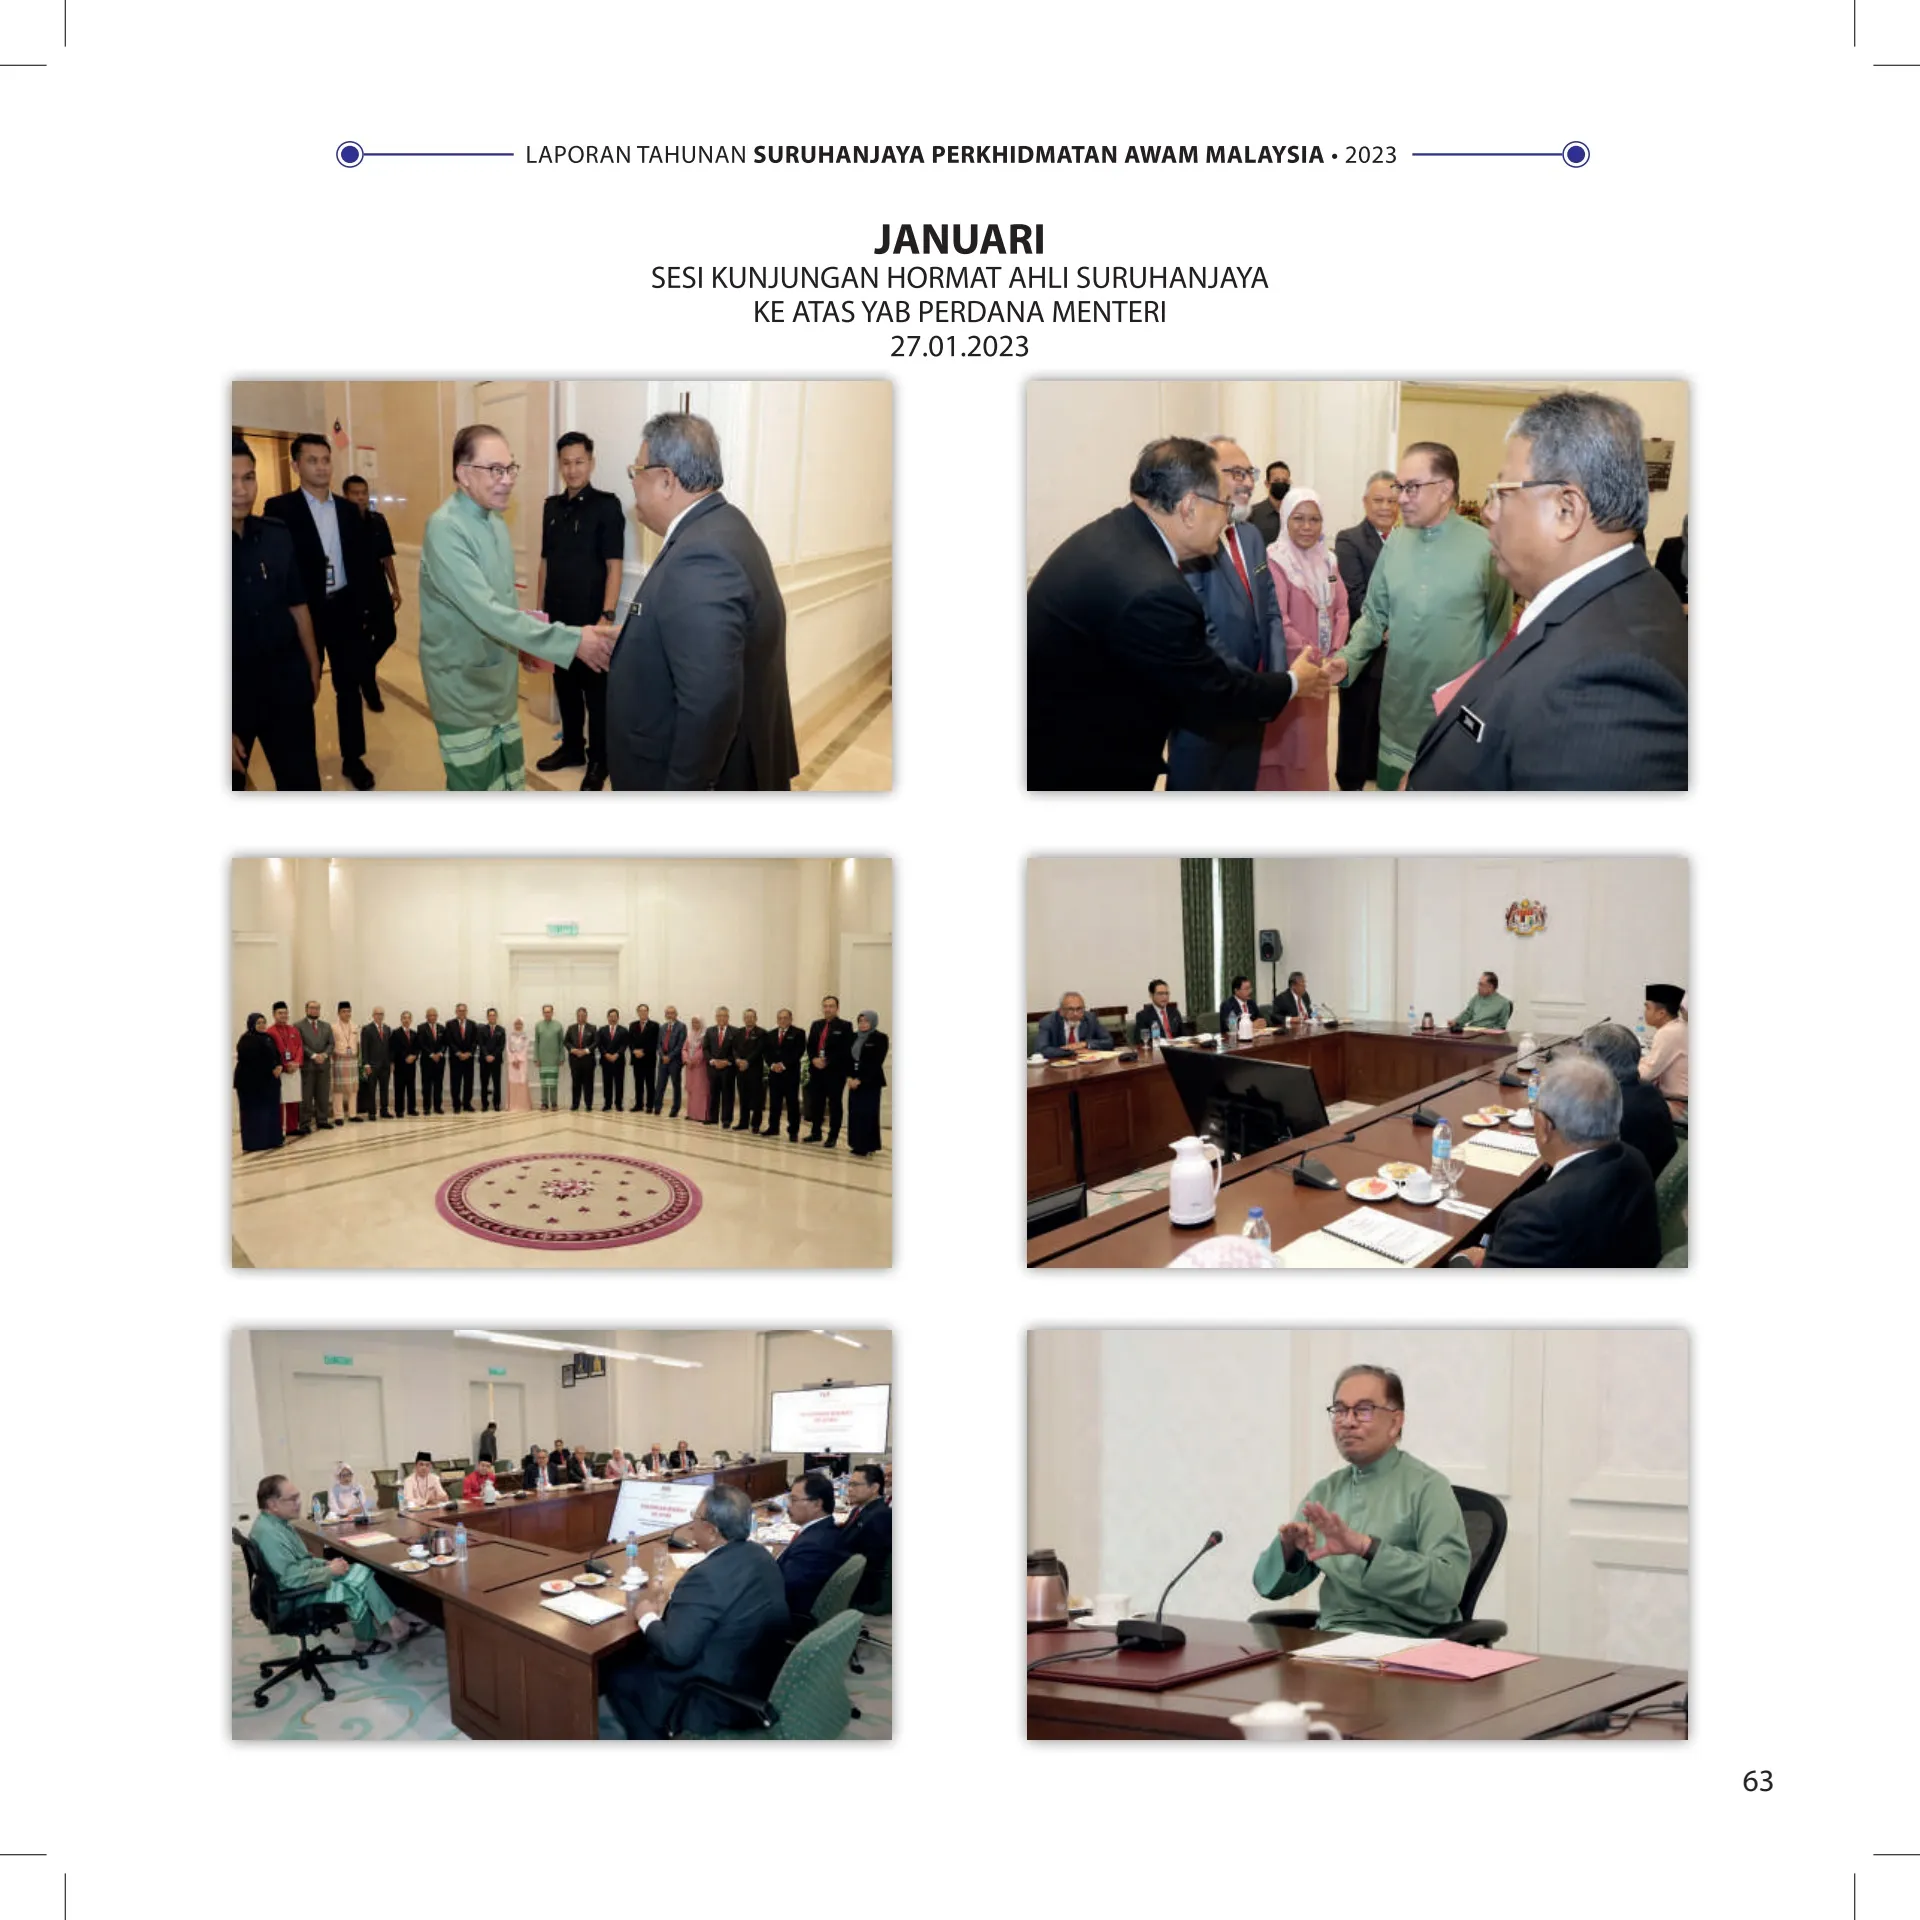 LAPORAN TAHUNAN SURUHANJAYA PERKHIDMATAN AWAM MALAYSIA • 2023
JANUARI
SESI KUNJUNGAN HORMAT AHLI SURUHANJAYA
KE ATAS YAB PERDANA MENTERI
27.01.2023
63